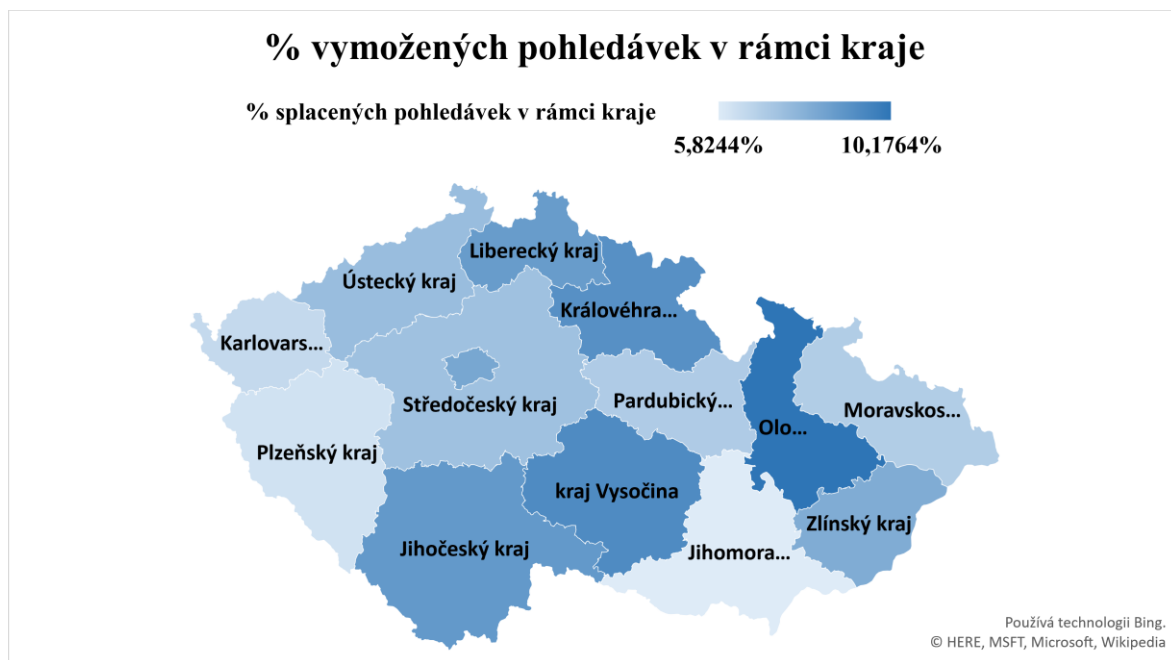 % vymožených pohledávek v rámci kraje
% splacených pohledávek v rámci kraje
5,8244% 10,1764%
Liberecký kraj
Ústecký kraj
Královéhra...
Karlovars...
Středočeský kraj
Pardubický...
Moravskos...
Olo...
Plzeňský kraj
kraj Vysočina
Zlínský kraj
Jihočeský kraj
Jihomora...
Používá technologii Bing.
© HERE, MSFT, Microsoft, Wikipedia